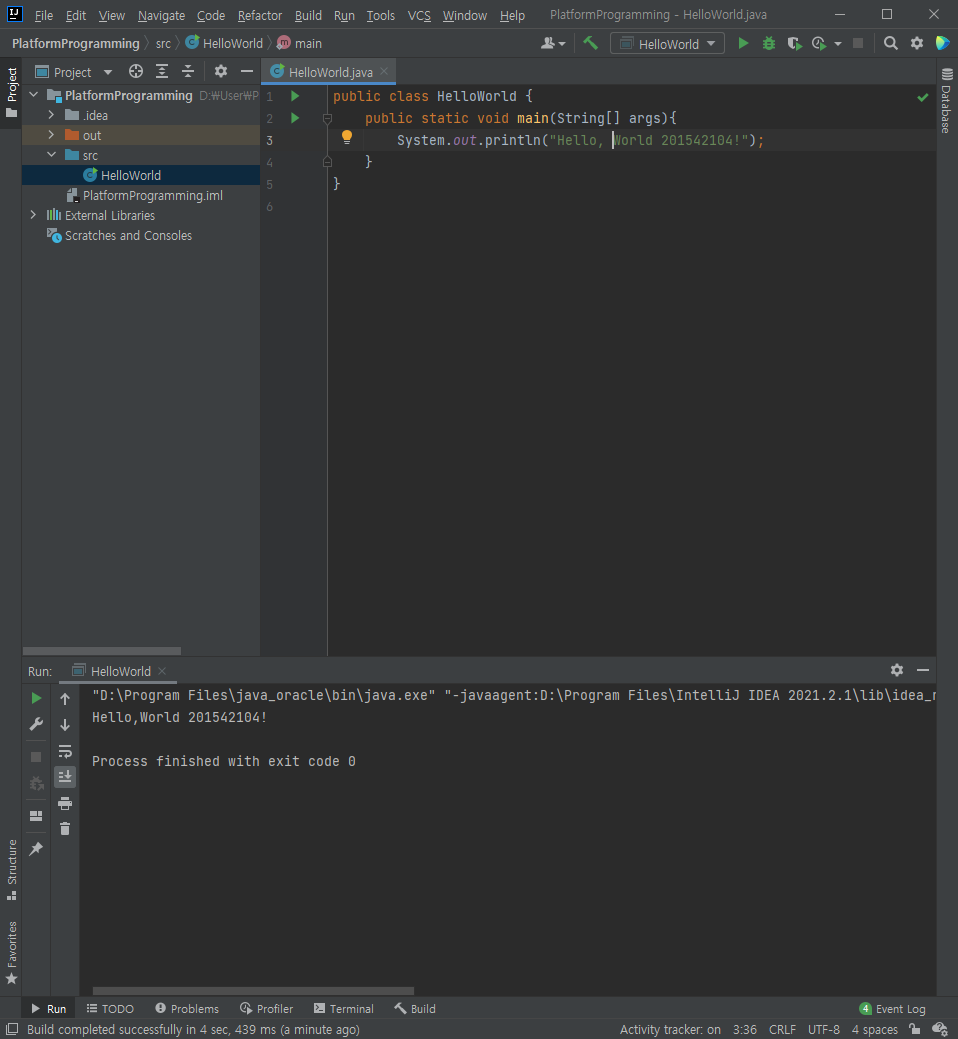 File Edit View Navigate Code Refactor Build Run Tools VCS Window Help PlatformProgramming - HelloWorld.java
PlatformProgramming src HelloWorld main HelloWorld
Project
Project
HelloWorld.java
Database
PlatformProgramming D:₩User₩P
.idea
out
src
HelloWorld
PlatformProgramming.iml
External Libraries
Scratches and Consoles
1 public class HelloWorld {
2 public static void main(String[] args){
3 System.out.println("Hello, World 201542104!");
4 }
5 }
6
Run: HelloWorld
"D:\Program Files\java_oracle\bin\java.exe" "-javaagent:D:\Program Files\IntelliJ IDEA 2021.2.1\lib\idea_r
Hello,World 201542104!
Process finished with exit code 0
Structure
Favorites
Run TODO Problems Profiler Terminal Build 4 Event Log
Build completed successfully in 4 sec, 439 ms (a minute ago) Activity tracker: on 3:36 CRLF UTF-8 4 spaces